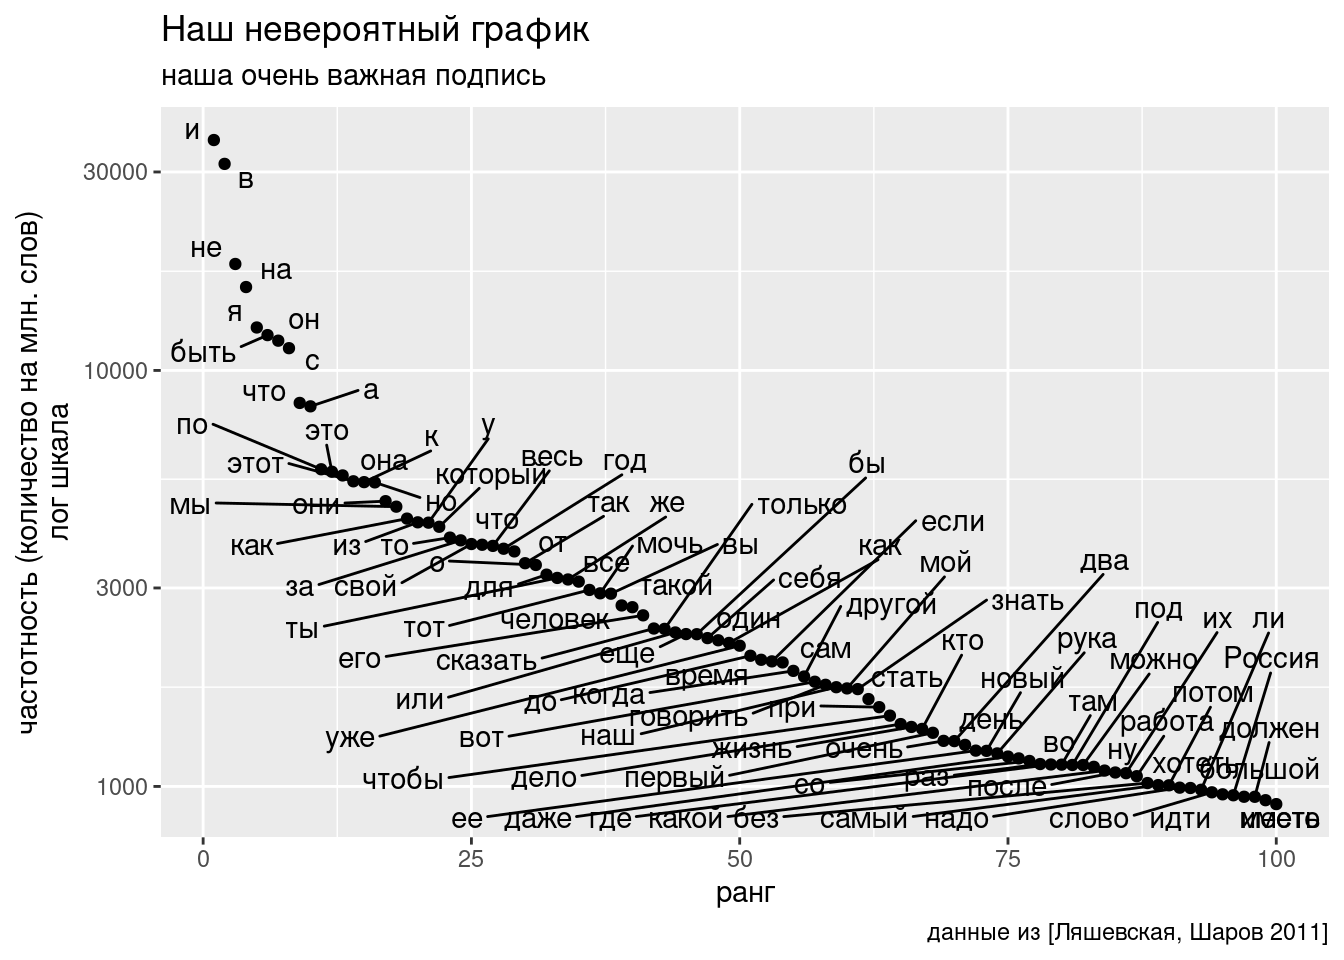 Наш невероятный график
наша очень важная подпись
частотность (количество на млн. слов)
лог шкала
30000
10000
3000
1000
и
в
не
на
я
он
быть
с
что
а
по
это
к
у
этот
она
который
весь
год
бы
мы
они
но
что
так
же
только
если
как
из
то
о
от
мочь
вы
как
мой
два
за
свой
для
все
такой
себя
другой
знать
под
их
ли
ты
тот
человек
один
кто
рука
можно
Россия
его
сказать
еще
сам
стать
новый
там
потом
или
до
когда
время
день
работа
должен
уже
вот
наш
говорить
при
жизнь
очень
во
ну
хотеть
большой
чтобы
дело
первый
со
раз
после
ее
даже
где
какой
без
самый
надо
слово
идти
иметь
место
0
25
50
75
100
ранг
данные из [Ляшевская, Шаров 2011]